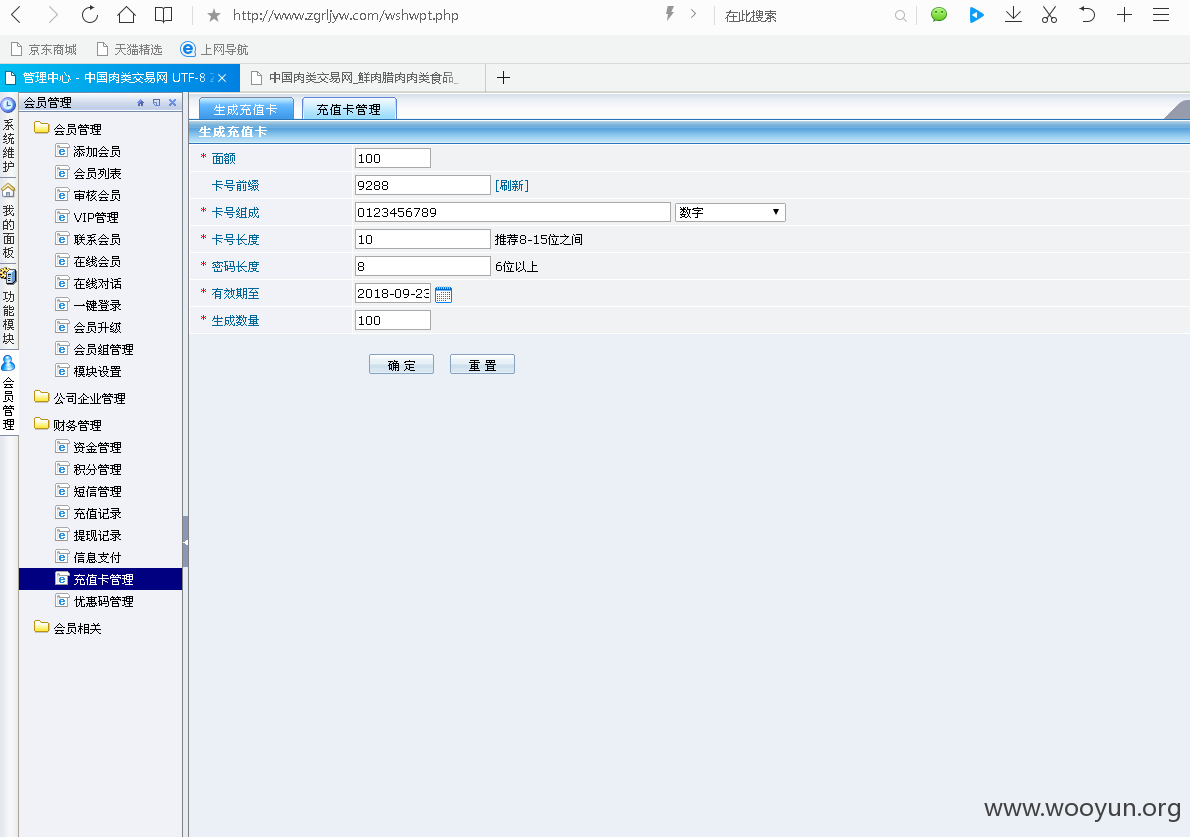 http://www.zgrljyw.com/wshwpt.php
在此搜索
京东商城
天猫精选
上网导航
管理中心 - 中国肉类交易网 UTF-8
中国肉类交易网_鲜肉腊肉肉类食品_
系统维护
我的面板
功能模块
会员管理
会员管理
会员管理
添加会员
会员列表
审核会员
VIP管理
联系会员
在线会员
在线对话
一键登录
会员升级
会员组管理
模块设置
公司企业管理
财务管理
资金管理
积分管理
短信管理
充值记录
提现记录
信息支付
充值卡管理
优惠码管理
会员相关
生成充值卡
充值卡管理
生成充值卡
* 面额 100
卡号前缀 9288 [刷新]
* 卡号组成 0123456789 数字
* 卡号长度 10 推荐8-15位之间
* 密码长度 8 6位以上
* 有效期至 2018-09-23
* 生成数量 100
确 定
重 置
www.wooyun.org